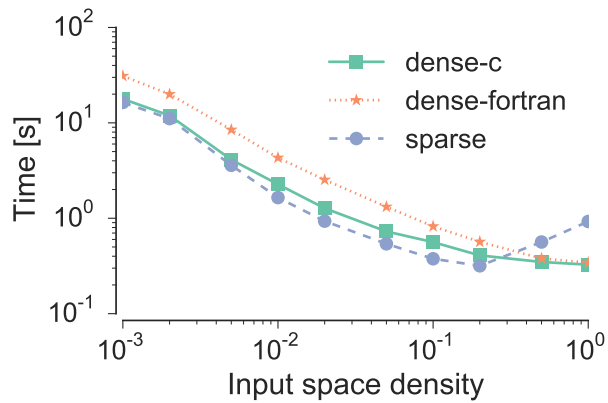 10^2
10^1
10^0
10^-1
Time [s]
dense-c
dense-fortran
sparse
10^-3
10^-2
10^-1
10^0
Input space density